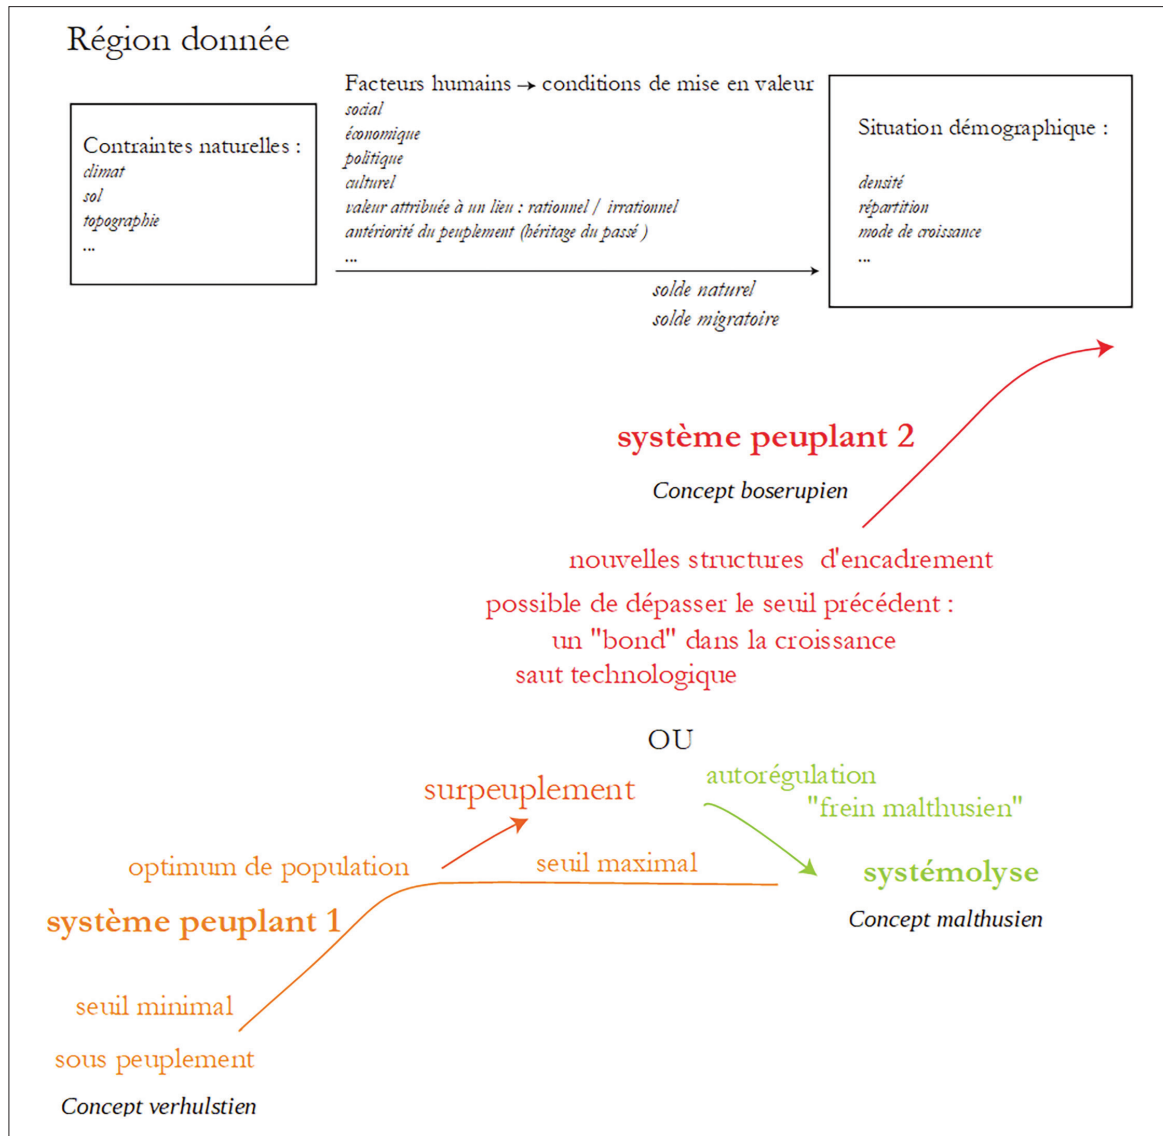 Région donnée
Contraintes naturelles :
climat
sol
topographie
...
Facteurs humains → conditions de mise en valeur
social
économique
politique
culturel
valeur attribuée à un lieu : rationnel / irrationnel
antériorité du peuplement (héritage du passé )
...
solde naturel
solde migratoire
Situation démographique :
densité
répartition
mode de croissance
...
système peuplant 2
Concept boserupien
nouvelles structures d'encadrement
possible de dépasser le seuil précédent :
un "bond" dans la croissance
saut technologique
OU
surpeuplement
autorégulation
"frein malthusien"
optimum de population
seuil maximal
systémolyse
système peuplant 1
Concept malthusien
seuil minimal
sous peuplement
Concept verhulstien